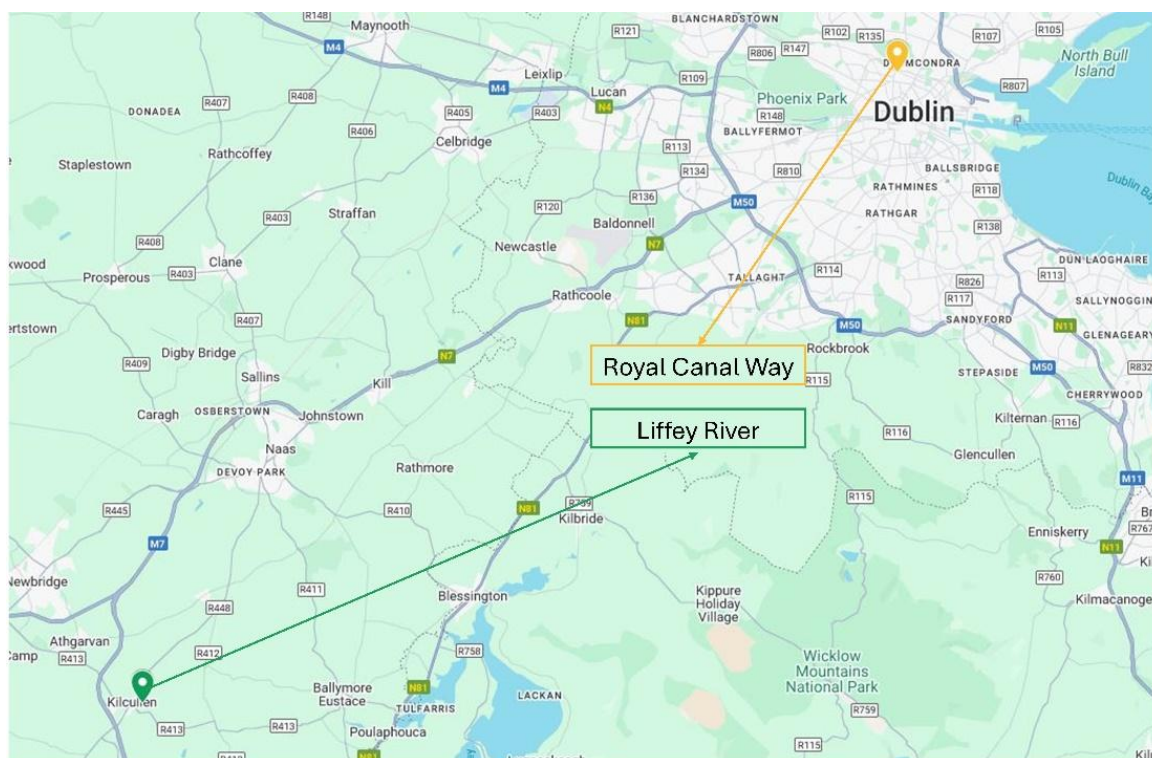 R148
Maynooth
M4
R121
BLANCHARDSTOWN
R102
R135
R107
R105
R806
R147
D MCONDRA
North Bull
Island
Leixlip
M4
Lucan
R109
R807
DONADEA
R407
R408
R405
R403
N4
Phoenix Park
R148
Dublin
R406
BALLYFERMOT
Rathcoffey
Celbridge
R113
Staplestown
BALLSBRIDGE
R134
R810
R118
Dublin Bay
RATHMINES
R136
R403
Straffan
R120
M50
RATHGAR
Baldonnell
R138
R408
Newcastle
N7
kwood
Clane
DÚN LAOGHAIRE
Prosperous
R403
TALLAGHT
R114
R113
R826
Rathcoole
R117
SALLYNOGGIN
ertstown
R407
N81
M50
SANDYFORD
N11
GLENAGEARY
Digby Bridge
N7
Royal Canal Way
Rockbrook
R409
R115
STEPASIDE
M50
R832
Sallins
Kill
CHERRYWOOD
Caragh
OSBERSTOWN
Johnstown
Liffey River
Kilternan
R116
R116
Naas
Glencullen
DEVOY PARK
Rathmore
M11
R115
R445
R410
N81
R759
Kilbride
Br
Enniskerry
R767
M7
N11
Newbridge
R411
R760
Blessington
Kippure
Holiday
Village
Kilmacanoge
R448
Athgarvan
Camp
R413
R412
R758
Wicklow
Mountains
National Park
Kilcullen
Ballymore
Eustace
N81
TULFARRIS
LACKAN
R413
R413
Poulaphouca
R759
R115
N81